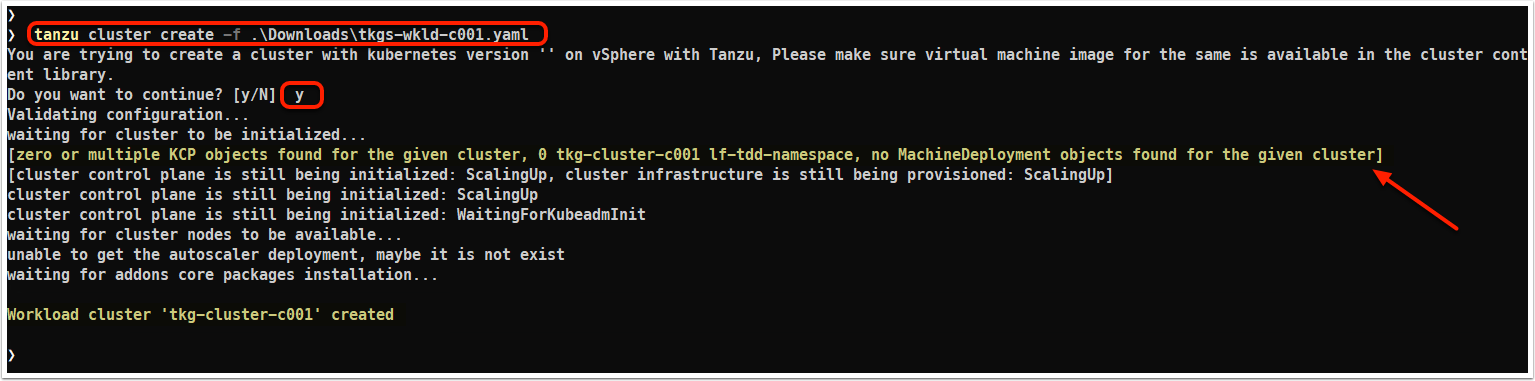 ❯
❯ tanzu cluster create -f .\Downloads\tkgs-wkld-c001.yaml
You are trying to create a cluster with kubernetes version '' on vSphere with Tanzu, Please make sure virtual machine image for the same is available in the cluster cont
ent library.
Do you want to continue? [y/N] y
Validating configuration...
waiting for cluster to be initialized...
[zero or multiple KCP objects found for the given cluster, 0 tkg-cluster-c001 lf-tdd-namespace, no MachineDeployment objects found for the given cluster]
[cluster control plane is still being initialized: ScalingUp, cluster infrastructure is still being provisioned: ScalingUp]
cluster control plane is still being initialized: ScalingUp
cluster control plane is still being initialized: WaitingForKubeadmInit
waiting for cluster nodes to be available...
unable to get the autoscaler deployment, maybe it is not exist
waiting for addons core packages installation...
Workload cluster 'tkg-cluster-c001' created
❯